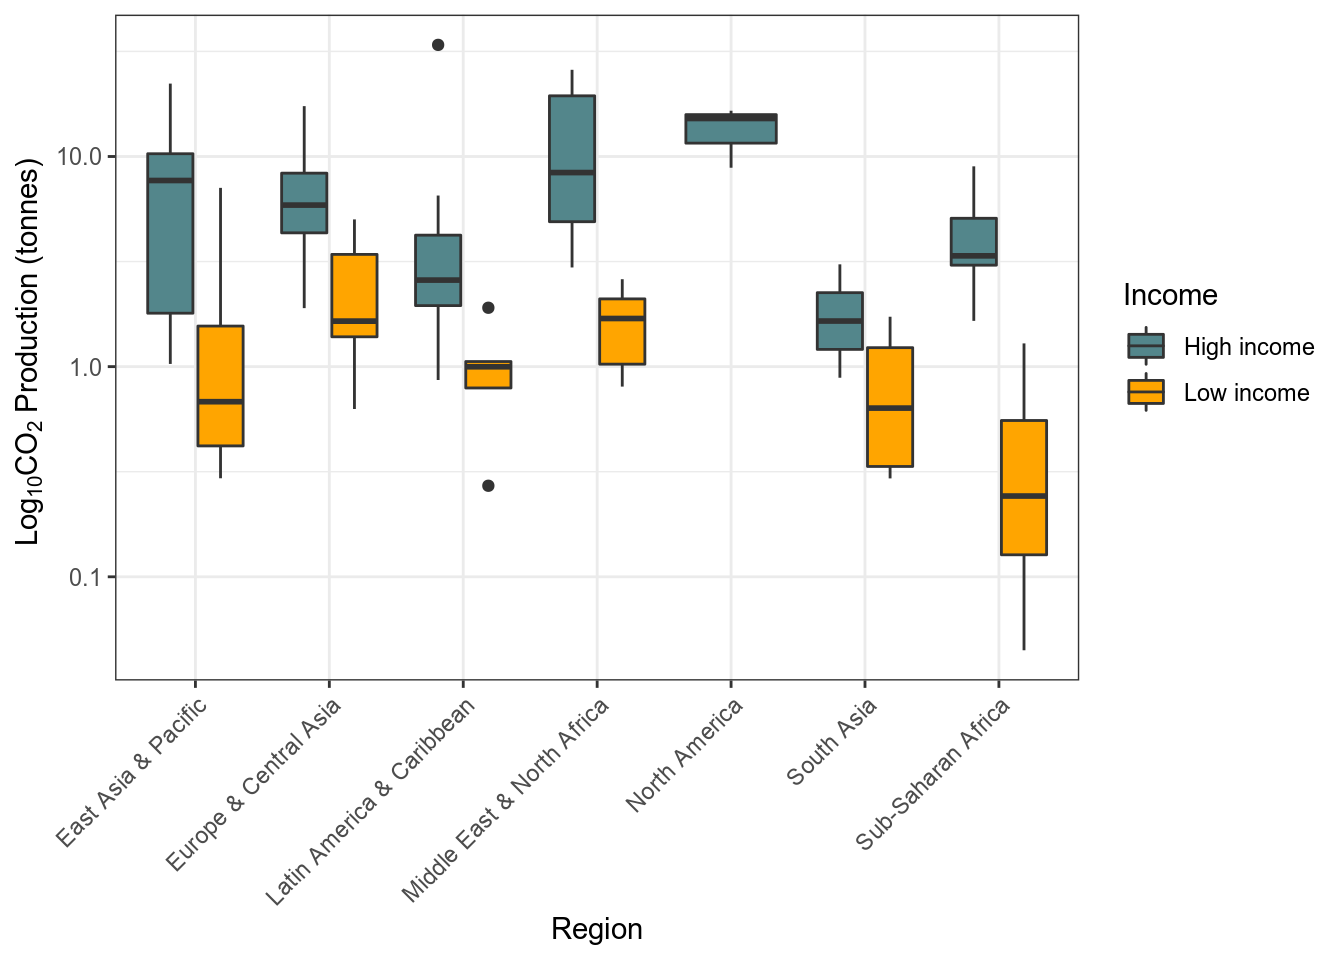 Log10CO2 Production (tonnes)
10.0
1.0
0.1
East Asia & Pacific
Europe & Central Asia
Latin America & Caribbean
Middle East & North Africa
North America
South Asia
Sub-Saharan Africa
Region
Income
High income
Low income